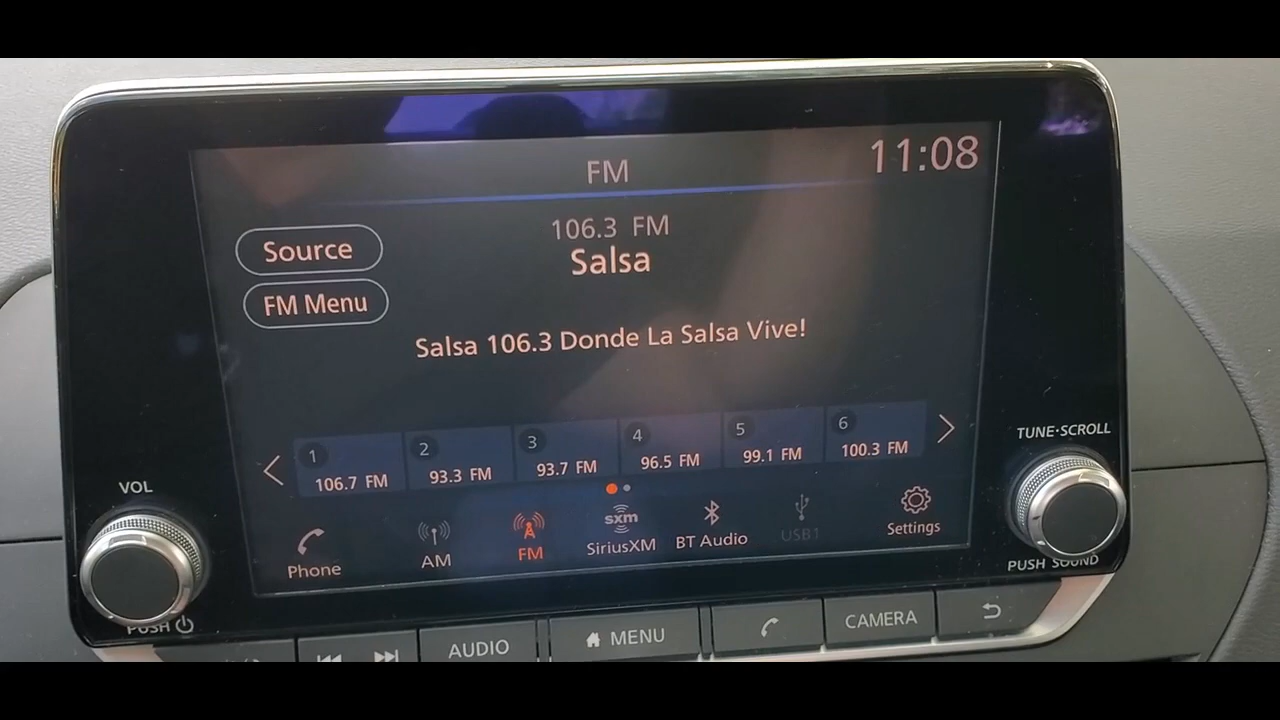 FM
11:08
106.3 FM
Source
Salsa
FM Menu
Salsa 106.3 Donde La Salsa Vive!
1 2 3 4 5 6
106.7 FM 93.3 FM 93.7 FM 96.5 FM 99.1 FM 100.3 FM
TUNE·SCROLL
VOL
sxm
Phone AM FM SiriusXM BT Audio USB1 Settings
PUSH SOUND
PUSH
AUDIO MENU CAMERA